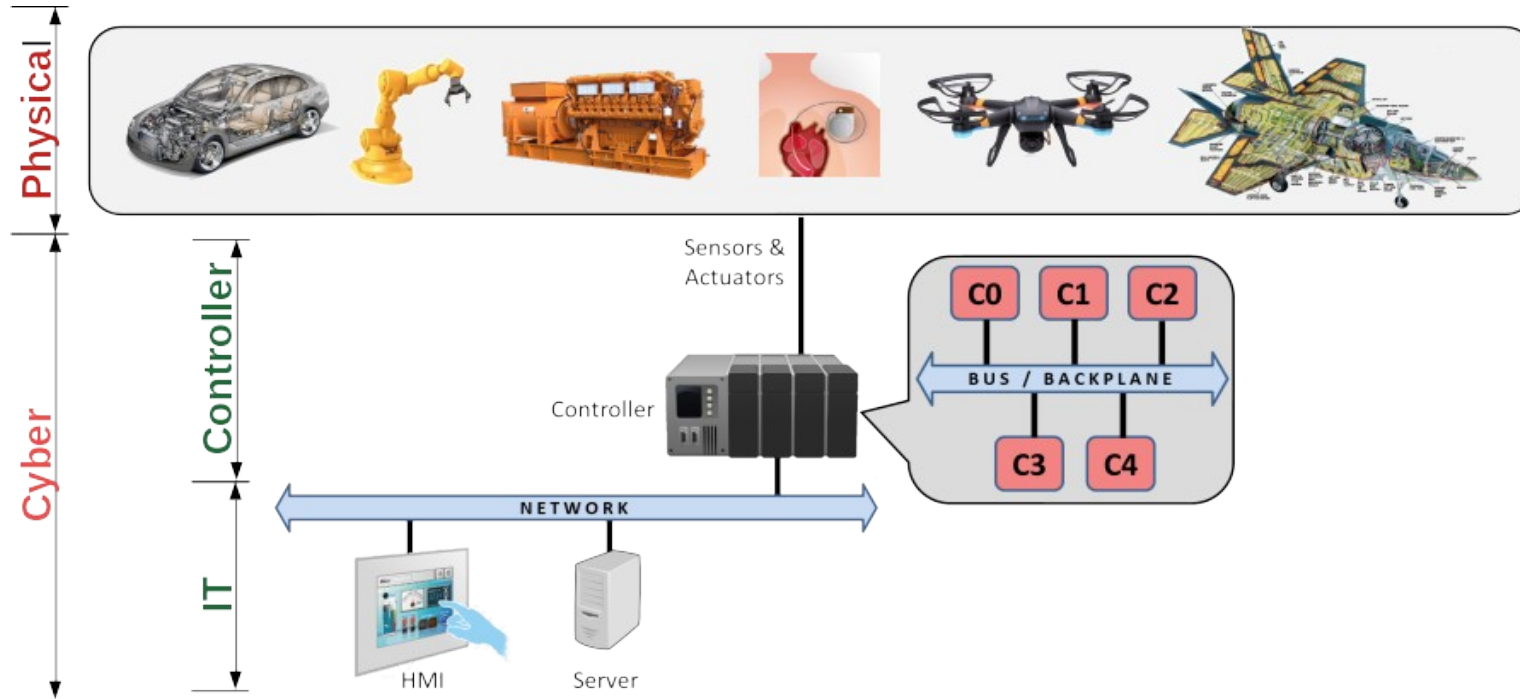 Physical
Sensors &
Actuators
Cyber
Controller
Controller
C0
C1
C2
BUS / BACKPLANE
C3
C4
IT
NETWORK
HMI
Server